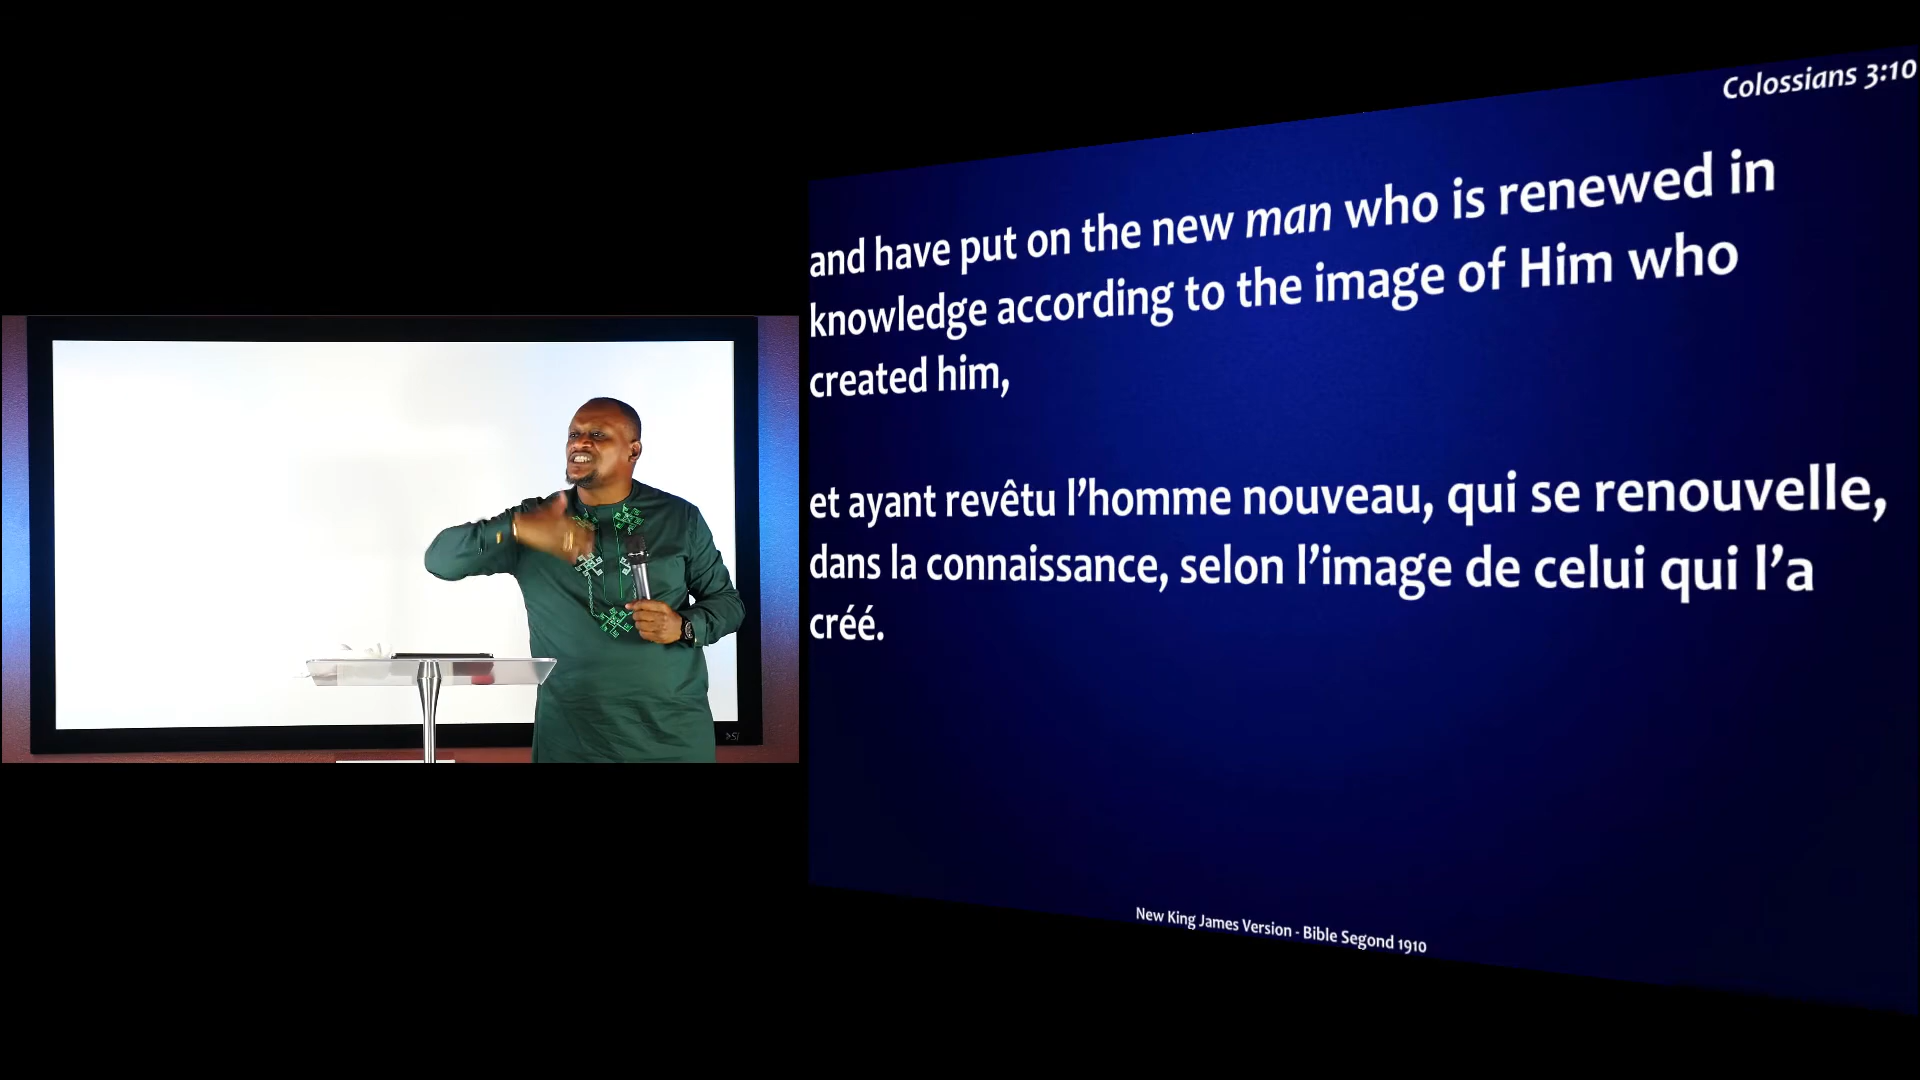 Colossians 3:10
and have put on the new man who is renewed in
knowledge according to the image of Him who
created him,
et ayant revêtu l’homme nouveau, qui se renouvelle,
dans la connaissance, selon l’image de celui qui l’a
créé.
New King James Version - Bible Segond 1910